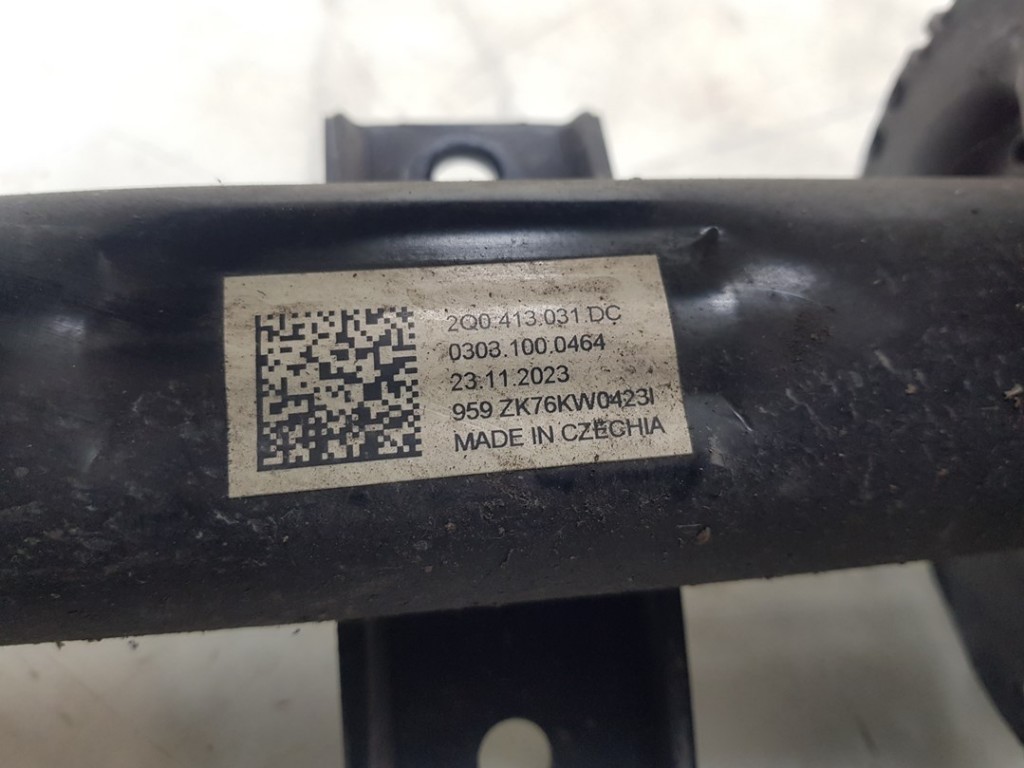 2Q0.413.031.DC
0303.100.0464
23.11.2023
959 ZK76KW0423I
MADE IN CZECHIA